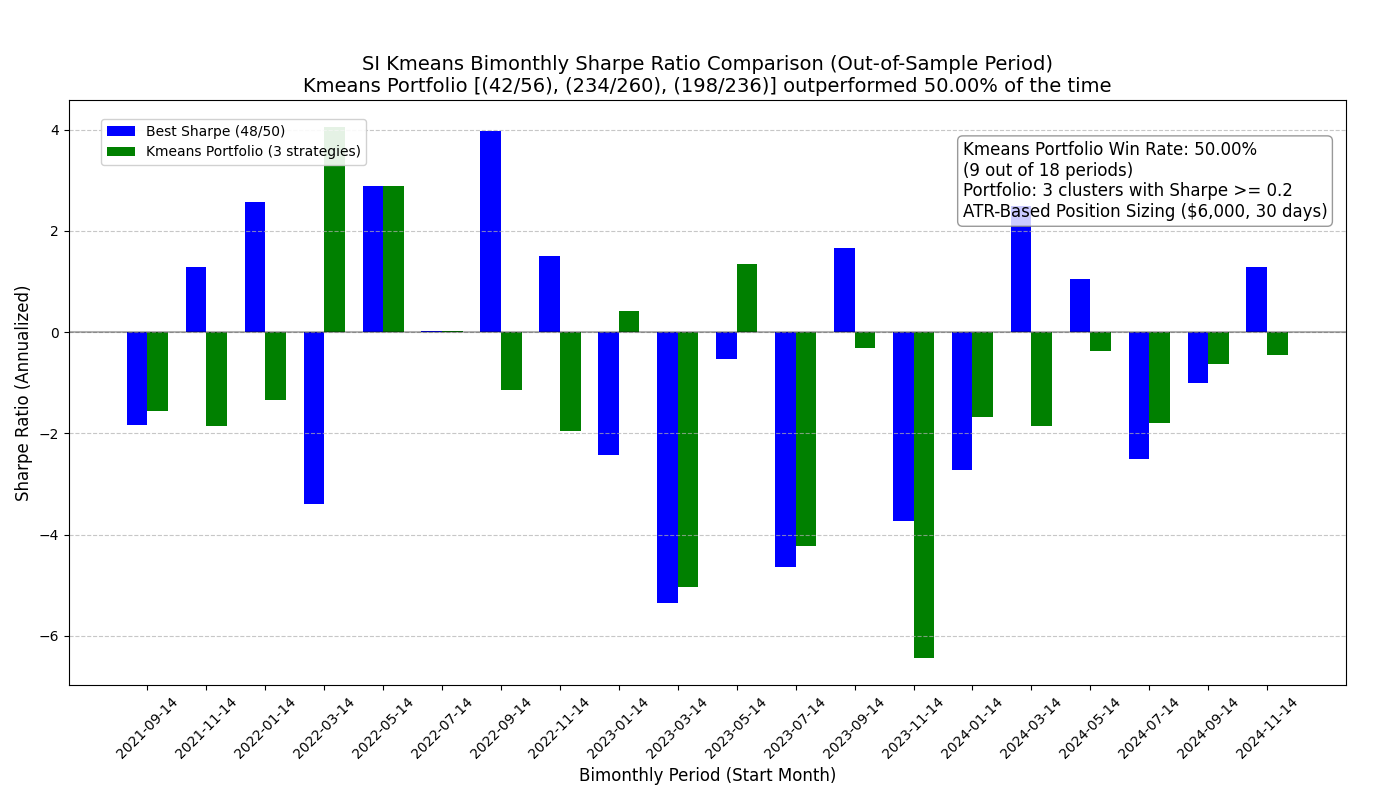 SI Kmeans Bimonthly Sharpe Ratio Comparison (Out-of-Sample Period)
Kmeans Portfolio [(42/56), (234/260), (198/236)] outperformed 50.00% of the time
Best Sharpe (48/50)
Kmeans Portfolio (3 strategies)
Kmeans Portfolio Win Rate: 50.00%
(9 out of 18 periods)
Portfolio: 3 clusters with Sharpe >= 0.2
ATR-Based Position Sizing ($6,000, 30 days)
Sharpe Ratio (Annualized)
4
2
0
−2
−4
−6
2021-09-14
2021-11-14
2022-01-14
2022-03-14
2022-05-14
2022-07-14
2022-09-14
2022-11-14
2023-01-14
2023-03-14
2023-05-14
2023-07-14
2023-09-14
2023-11-14
2024-01-14
2024-03-14
2024-05-14
2024-07-14
2024-09-14
2024-11-14
Bimonthly Period (Start Month)